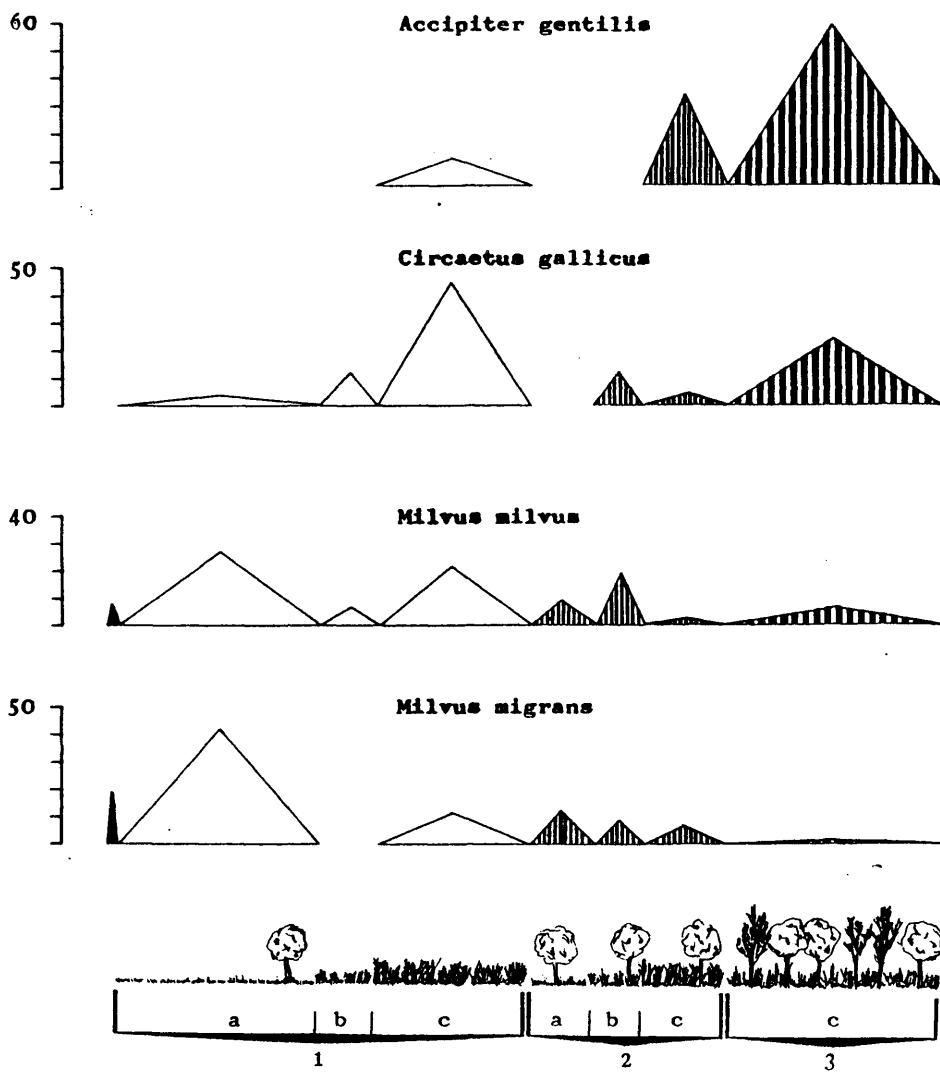 60
Accipiter gentilis
50
Circaetus gallicus
40
Milvus milvus
50
Milvus migrans
a b c a b c c
1 2 3